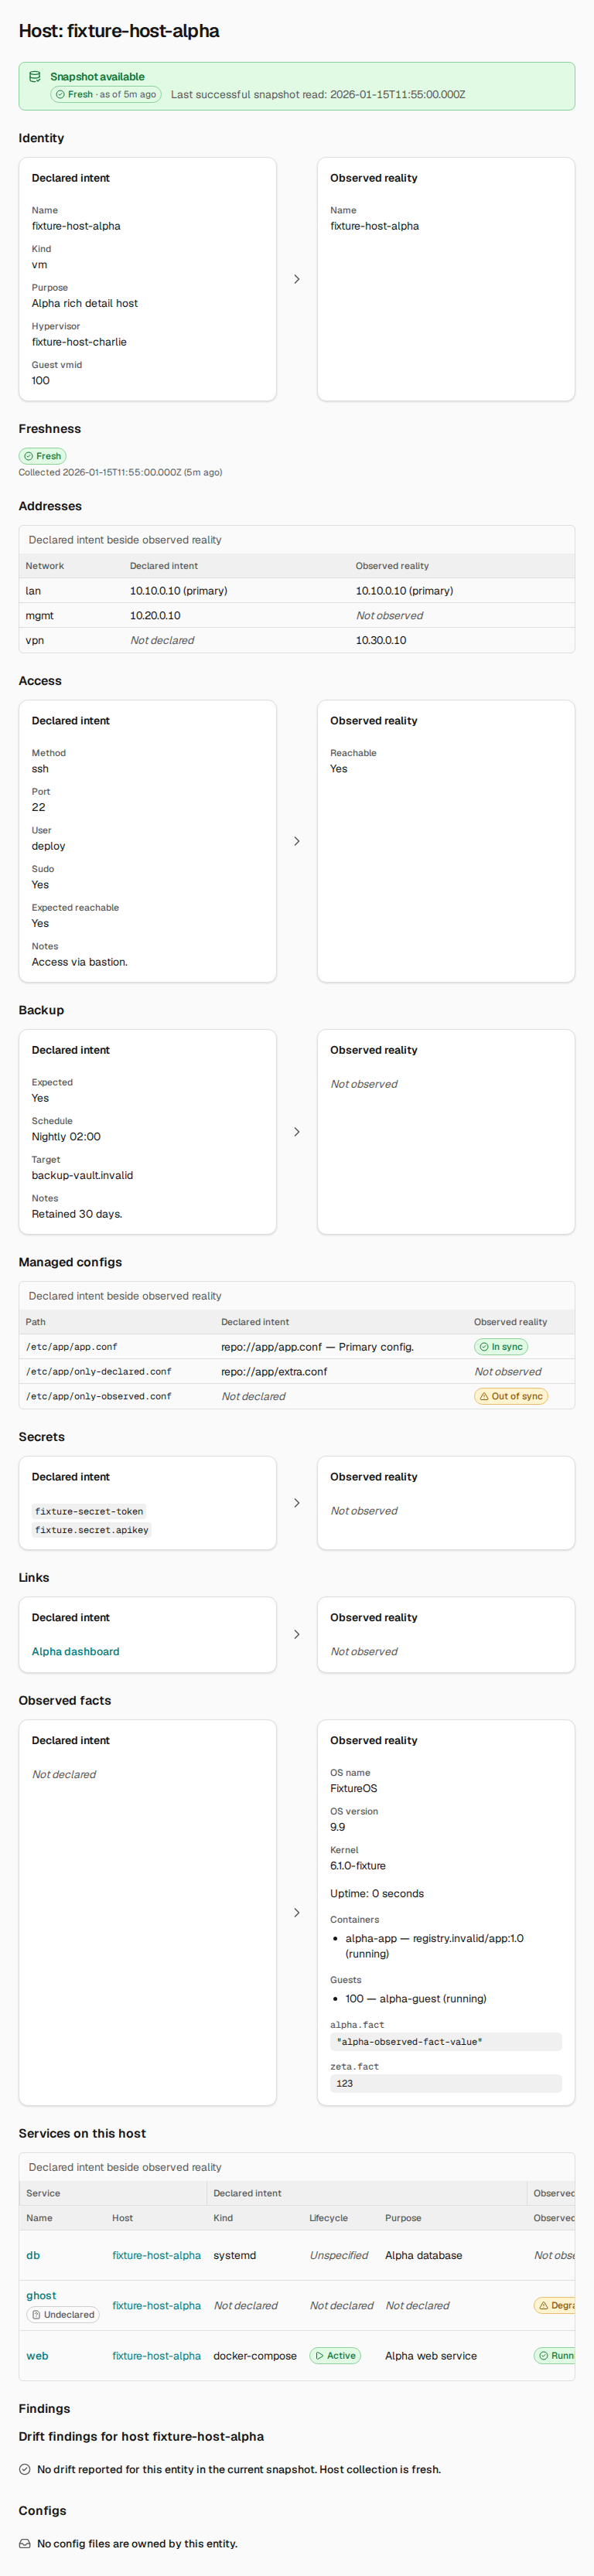 Host: fixture-host-alpha
Snapshot available
Fresh · as of 5m ago Last successful snapshot read: 2026-01-15T11:55:00.000Z
Identity
Declared intent
Name
fixture-host-alpha
Kind
vm
Purpose
Alpha rich detail host
Hypervisor
fixture-host-charlie
Guest vmid
100
Observed reality
Name
fixture-host-alpha
Freshness
Fresh
Collected 2026-01-15T11:55:00.000Z (5m ago)
Addresses
Declared intent beside observed reality
Network Declared intent Observed reality
lan 10.10.0.10 (primary) 10.10.0.10 (primary)
mgmt 10.20.0.10 Not observed
vpn Not declared 10.30.0.10
Access
Declared intent
Method
ssh
Port
22
User
deploy
Sudo
Yes
Expected reachable
Yes
Notes
Access via bastion.
Observed reality
Reachable
Yes
Backup
Declared intent
Expected
Yes
Schedule
Nightly 02:00
Target
backup-vault.invalid
Notes
Retained 30 days.
Observed reality
Not observed
Managed configs
Declared intent beside observed reality
Path Declared intent Observed reality
/etc/app/app.conf repo://app/app.conf — Primary config. In sync
/etc/app/only-declared.conf repo://app/extra.conf Not observed
/etc/app/only-observed.conf Not declared Out of sync
Secrets
Declared intent
fixture-secret-token
fixture.secret.apikey
Observed reality
Not observed
Links
Declared intent
Alpha dashboard
Observed reality
Not observed
Observed facts
Declared intent
Not declared
Observed reality
OS name
FixtureOS
OS version
9.9
Kernel
6.1.0-fixture
Uptime: 0 seconds
Containers
• alpha-app — registry.invalid/app:1.0
(running)
Guests
• 100 — alpha-guest (running)
alpha.fact
"alpha-observed-fact-value"
zeta.fact
123
Services on this host
Declared intent beside observed reality
Service Declared intent Observed
Name Host Kind Lifecycle Purpose Observed
db fixture-host-alpha systemd Unspecified Alpha database Not obse
ghost
Undeclared fixture-host-alpha Not declared Not declared Not declared Degra
web fixture-host-alpha docker-compose Active Alpha web service Runn
Findings
Drift findings for host fixture-host-alpha
No drift reported for this entity in the current snapshot. Host collection is fresh.
Configs
No config files are owned by this entity.